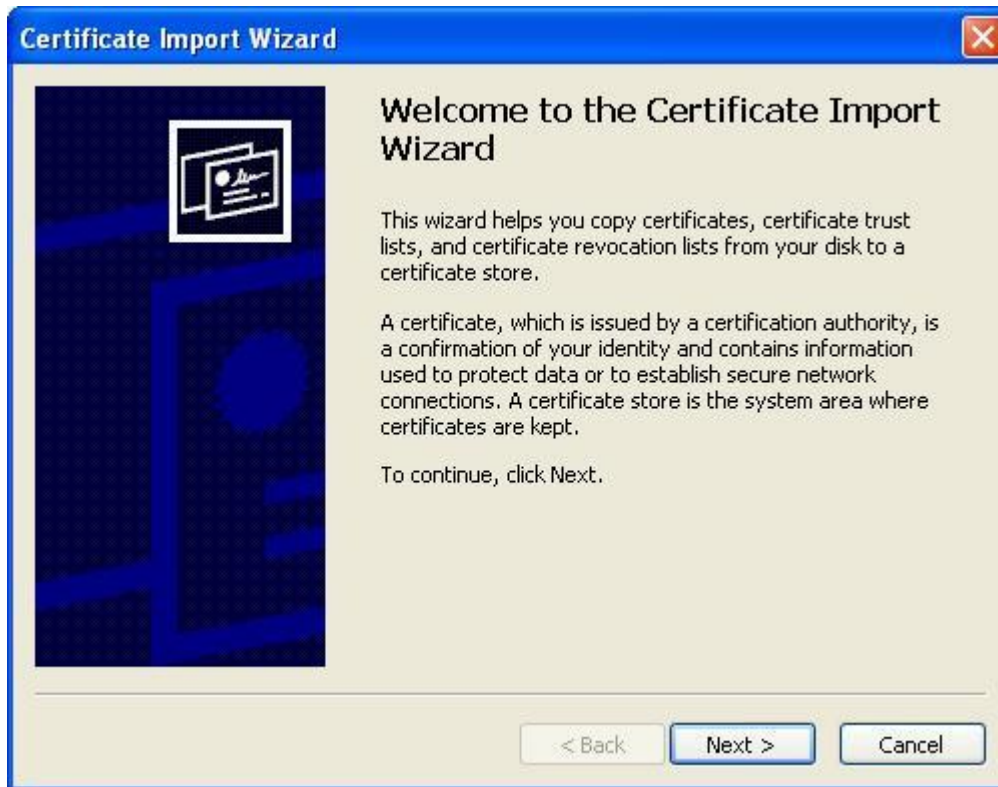 Certificate Import Wizard
Welcome to the Certificate Import
Wizard
This wizard helps you copy certificates, certificate trust
lists, and certificate revocation lists from your disk to a
certificate store.
A certificate, which is issued by a certification authority, is
a confirmation of your identity and contains information
used to protect data or to establish secure network
connections. A certificate store is the system area where
certificates are kept.
To continue, click Next.
< Back Next > Cancel